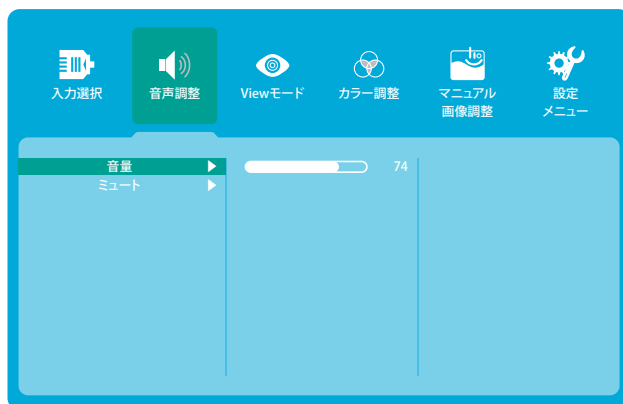 入力選択
音声調整
Viewモード
カラー調整
マニュアル
画像調整
設定
メニュー
音量
74
ミュート